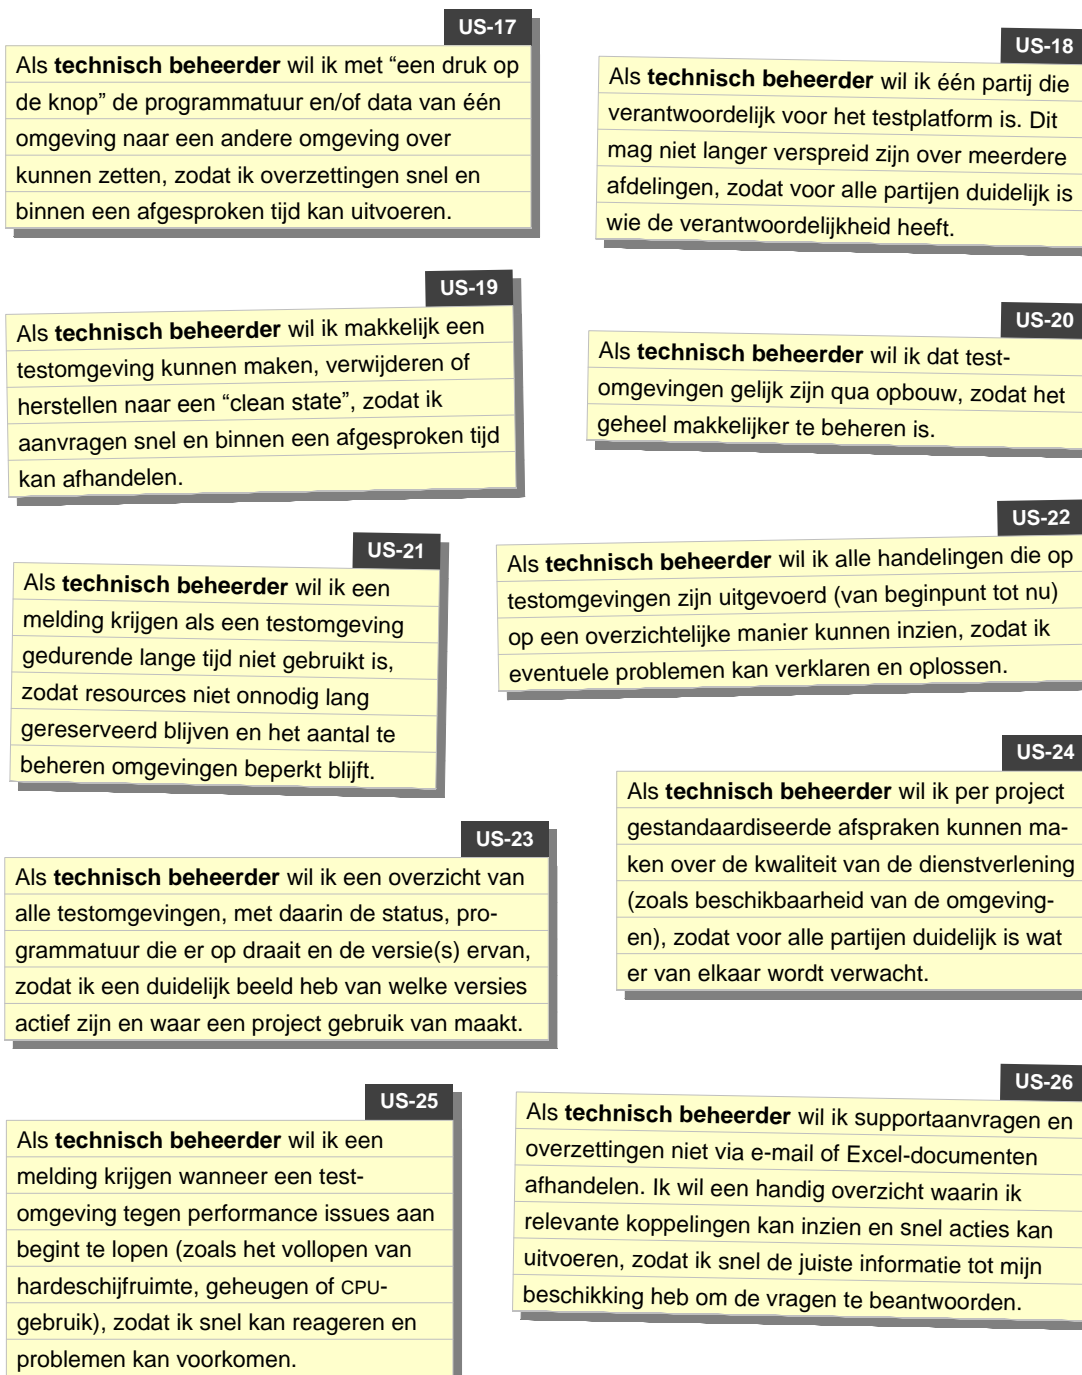 US-17
Als technisch beheerder wil ik met “een druk op
de knop” de programmatuur en/of data van één
omgeving naar een andere omgeving over
kunnen zetten, zodat ik overzettingen snel en
binnen een afgesproken tijd kan uitvoeren.
US-18
Als technisch beheerder wil ik één partij die
verantwoordelijk voor het testplatform is. Dit
mag niet langer verspreid zijn over meerdere
afdelingen, zodat voor alle partijen duidelijk is
wie de verantwoordelijkheid heeft.
US-19
Als technisch beheerder wil ik makkelijk een
testomgeving kunnen maken, verwijderen of
herstellen naar een “clean state”, zodat ik
aanvragen snel en binnen een afgesproken tijd
kan afhandelen.
US-20
Als technisch beheerder wil ik dat test-
omgevingen gelijk zijn qua opbouw, zodat het
geheel makkelijker te beheren is.
US-21
Als technisch beheerder wil ik een
melding krijgen als een testomgeving
gedurende lange tijd niet gebruikt is,
zodat resources niet onnodig lang
gereserveerd blijven en het aantal te
beheren omgevingen beperkt blijft.
US-22
Als technisch beheerder wil ik alle handelingen die op
testomgevingen zijn uitgevoerd (van beginpunt tot nu)
op een overzichtelijke manier kunnen inzien, zodat ik
eventuele problemen kan verklaren en oplossen.
US-23
Als technisch beheerder wil ik een overzicht van
alle testomgevingen, met daarin de status, pro-
grammatuur die er op draait en de versie(s) ervan,
zodat ik een duidelijk beeld heb van welke versies
actief zijn en waar een project gebruik van maakt.
US-24
Als technisch beheerder wil ik per project
gestandaardiseerde afspraken kunnen ma-
ken over de kwaliteit van de dienstverlening
(zoals beschikbaarheid van de omgeving-
en), zodat voor alle partijen duidelijk is wat
er van elkaar wordt verwacht.
US-25
Als technisch beheerder wil ik een
melding krijgen wanneer een test-
omgeving tegen performance issues aan
begint te lopen (zoals het vollopen van
hardeschijfruimte, geheugen of CPU-
gebruik), zodat ik snel kan reageren en
problemen kan voorkomen.
US-26
Als technisch beheerder wil ik supportaanvragen en
overzettingen niet via e-mail of Excel-documenten
afhandelen. Ik wil een handig overzicht waarin ik
relevante koppelingen kan inzien en snel acties kan
uitvoeren, zodat ik snel de juiste informatie tot mijn
beschikking heb om de vragen te beantwoorden.